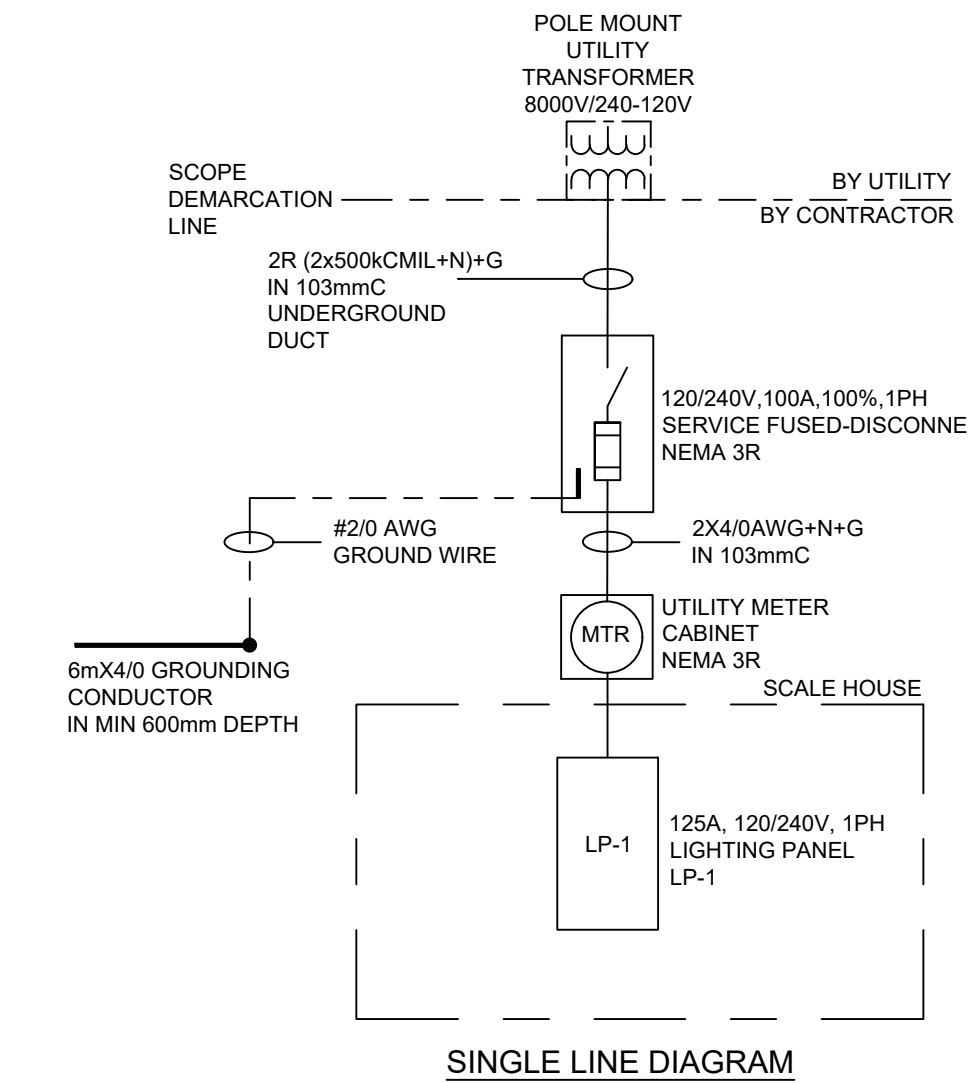 POLE MOUNT
UTILITY
TRANSFORMER
8000V/240-120V
SCOPE
DEMARCATION
LINE
BY UTILITY
BY CONTRACTOR
2R (2x500kCMIL+N)+G
IN 103mmC
UNDERGROUND
DUCT
120/240V,100A,100%,1PH
SERVICE FUSED-DISCONNE
NEMA 3R
#2/0 AWG
GROUND WIRE
2X4/0AWG+N+G
IN 103mmC
MTR
UTILITY METER
CABINET
NEMA 3R
6mX4/0 GROUNDING
CONDUCTOR
IN MIN 600mm DEPTH
SCALE HOUSE
LP-1
125A, 120/240V, 1PH
LIGHTING PANEL
LP-1
SINGLE LINE DIAGRAM